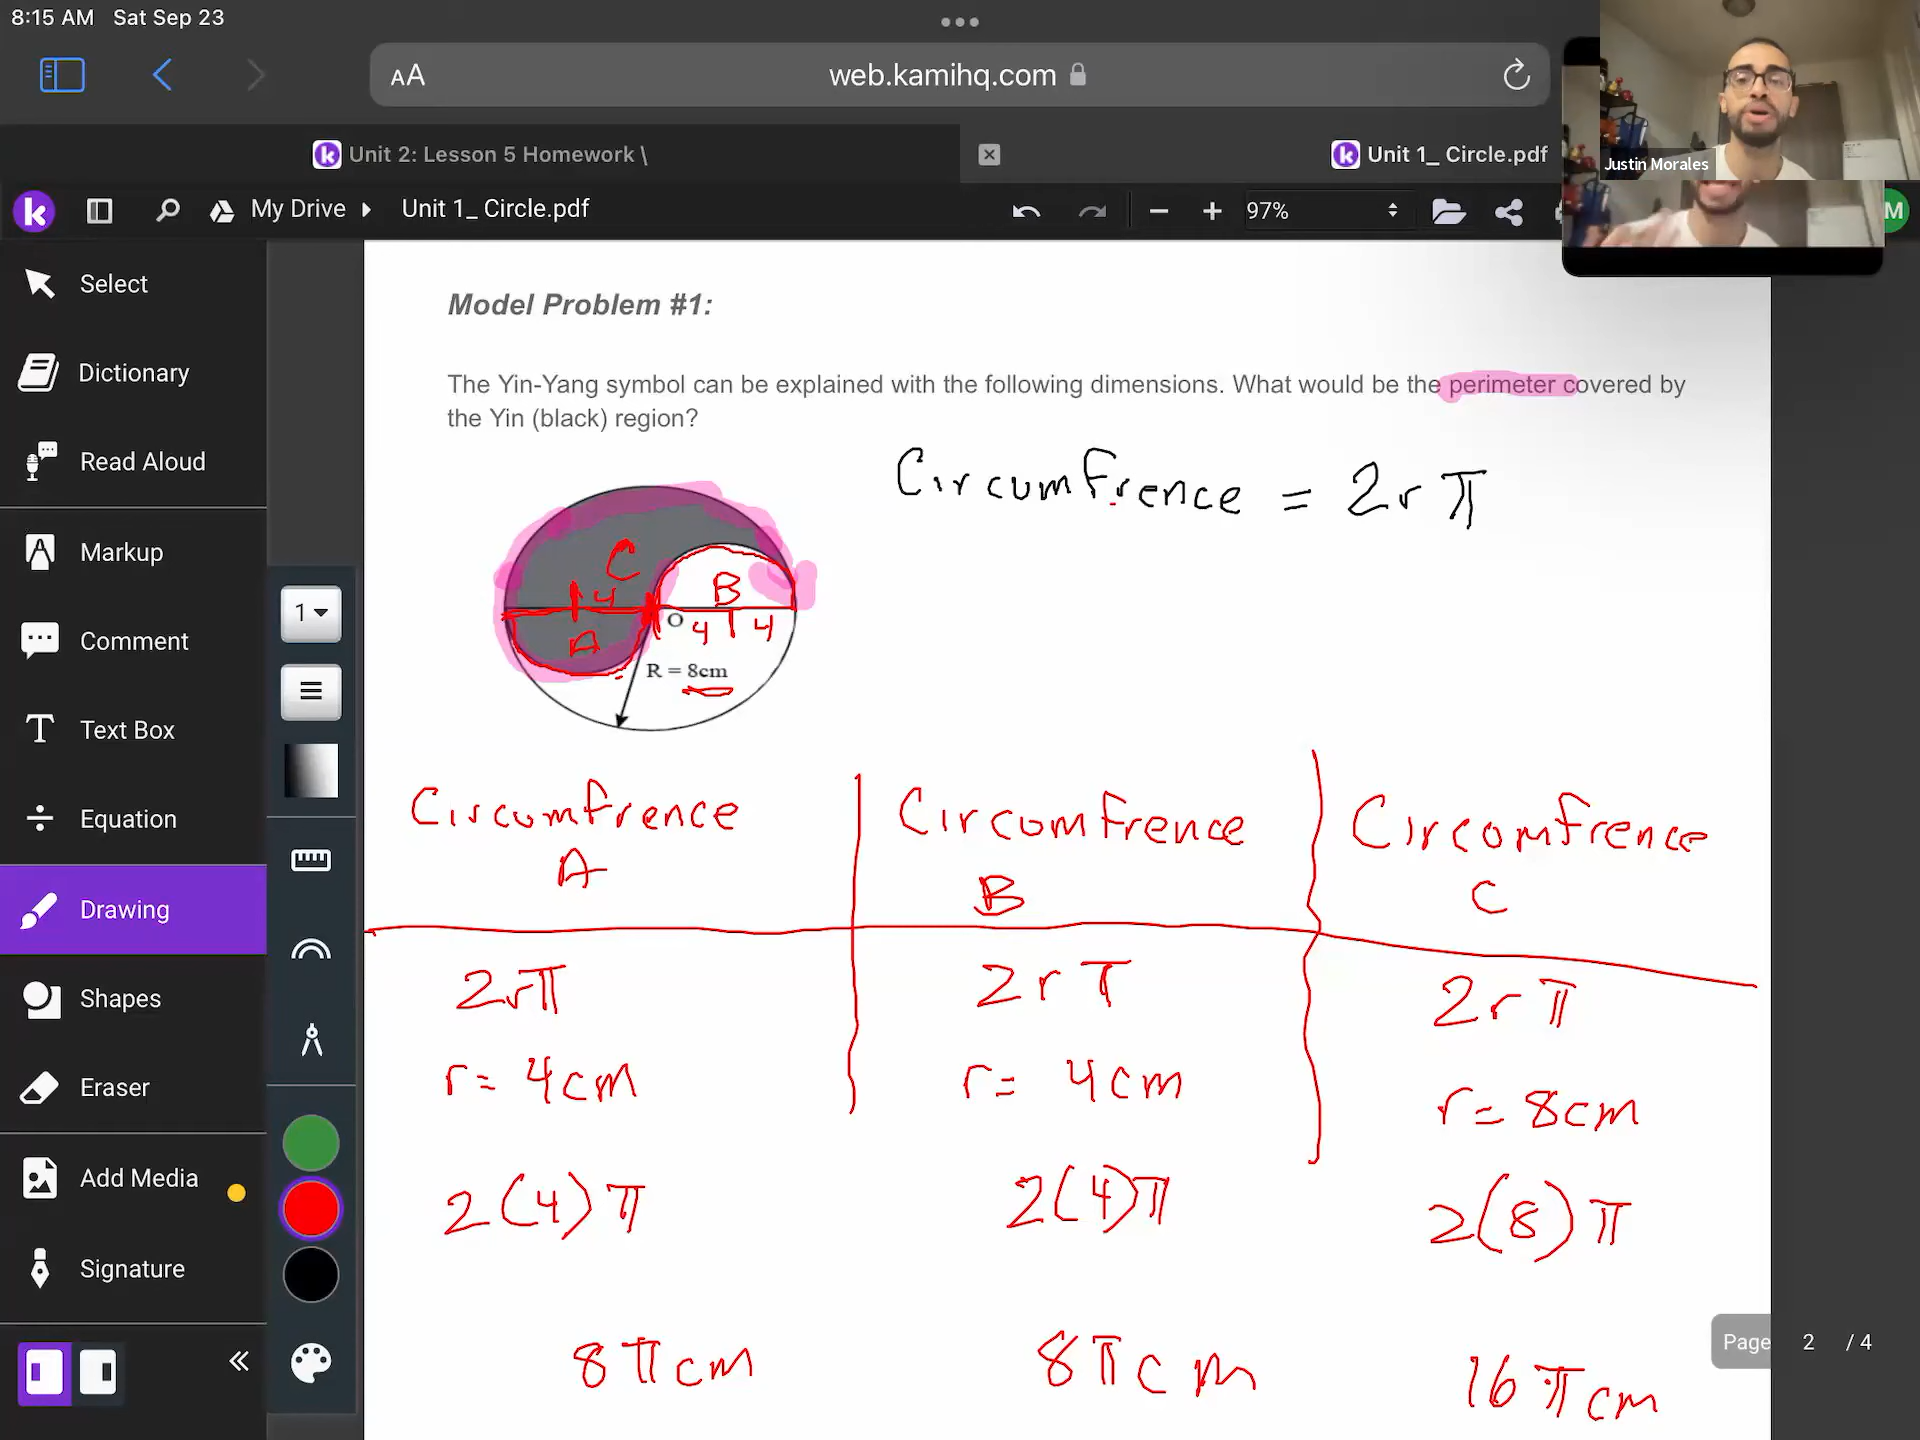 8:15 AM Sat Sep 23
AA
web.kamihq.com
Unit 2: Lesson 5 Homework \
Unit 1_ Circle.pdf
Justin Morales
My Drive
Unit 1_ Circle.pdf
97%
M
Select
Dictionary
Read Aloud
Markup
Comment
Text Box
Equation
Drawing
Shapes
Eraser
Add Media
Signature
1
Model Problem #1:
The Yin-Yang symbol can be explained with the following dimensions. What would be the perimeter covered by
the Yin (black) region?
Circumfrence = 2r π
C
B
4
O
4 4
A
R = 8cm
Circumfrence
A
2rπ
r= 4cm
2(4)π
8πcm
Circomfrence
B
2rπ
r= 4cm
2(4)π
8πcm
Circomfrence
C
2rπ
r= 8cm
2(8)π
16πcm
Page 2 / 4